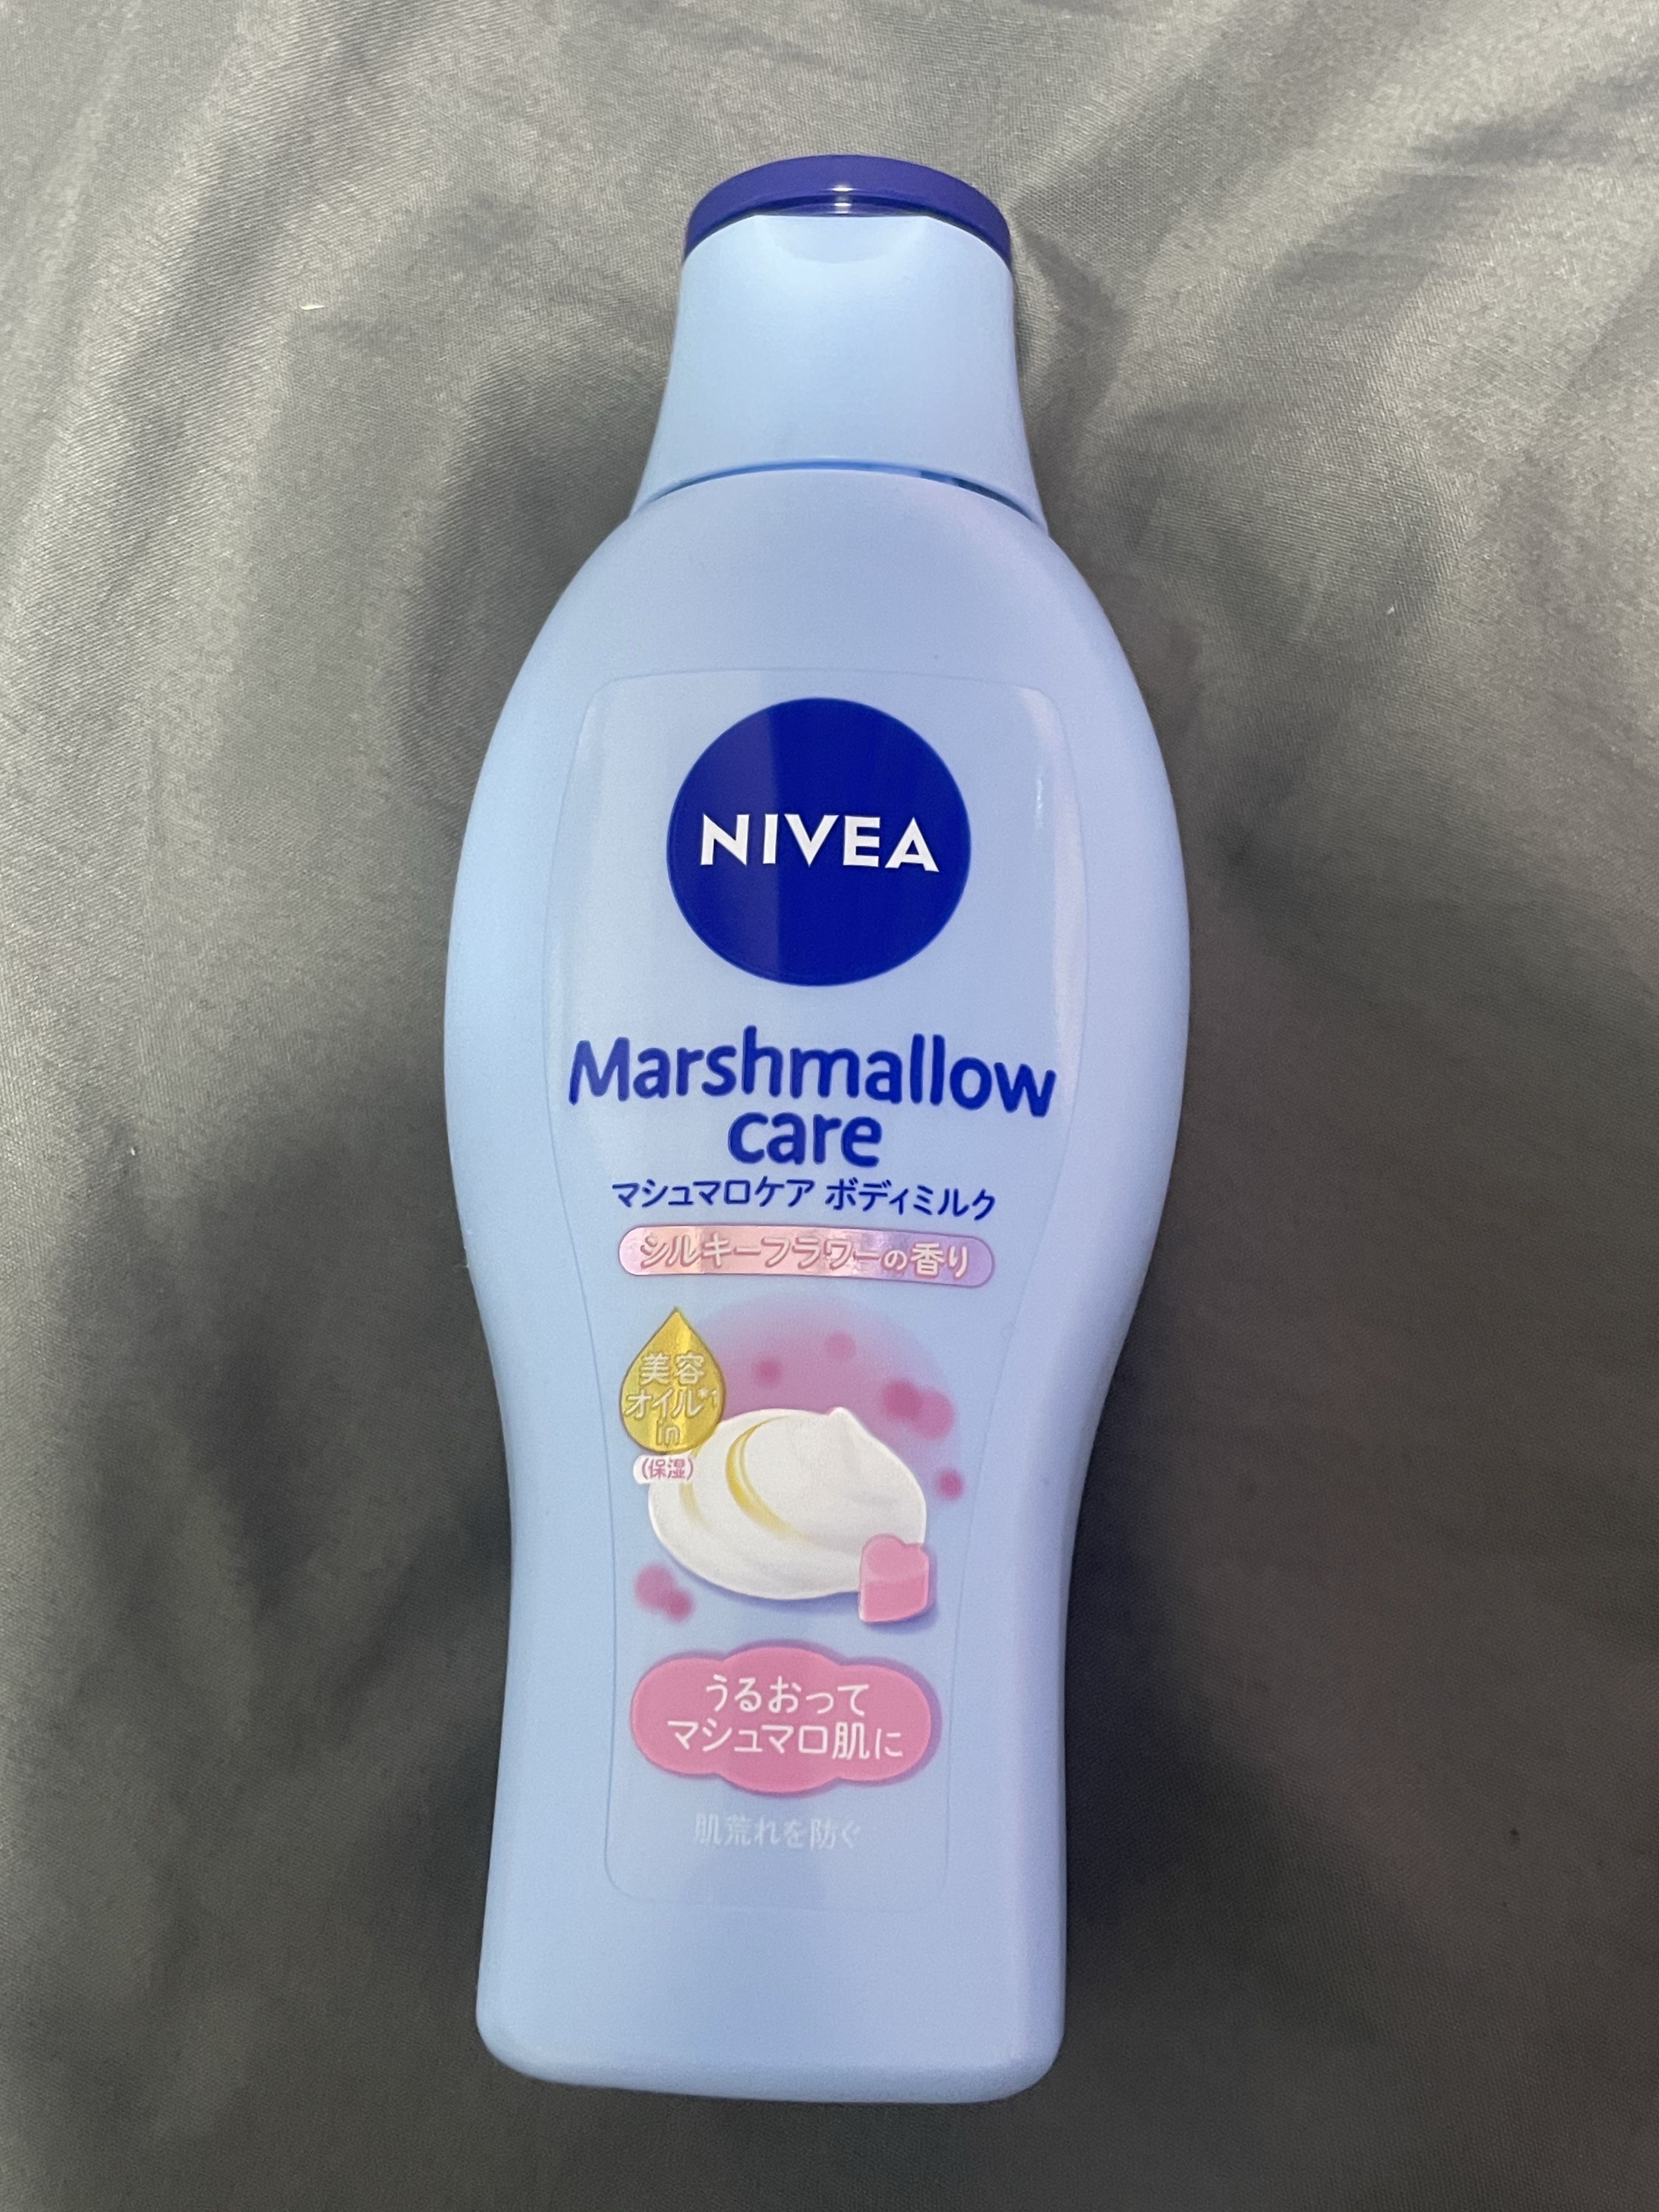 NIVEA
Marshmallow
care
マシュマロケア ボディミルク
シルキーフラワーの香り
美容
オイル*1
in
(保湿)
うるおって
マシュマロ肌に
肌荒れを防ぐ